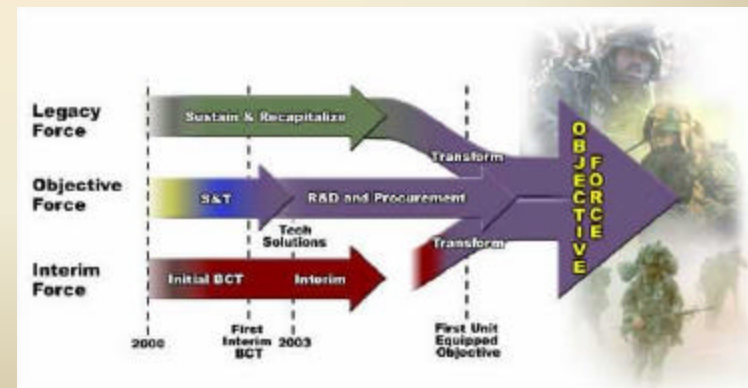 Legacy
Force
Sustain & Recapitalize
Transform
OBJECTIVE
FORCE
Objective
Force
S&T
R&D and Procurement
Tech
Solutions
Transform
Interim
Force
Initial BCT
Interim
2000
First
Interim
BCT
2003
First Unit
Equipped
Objective